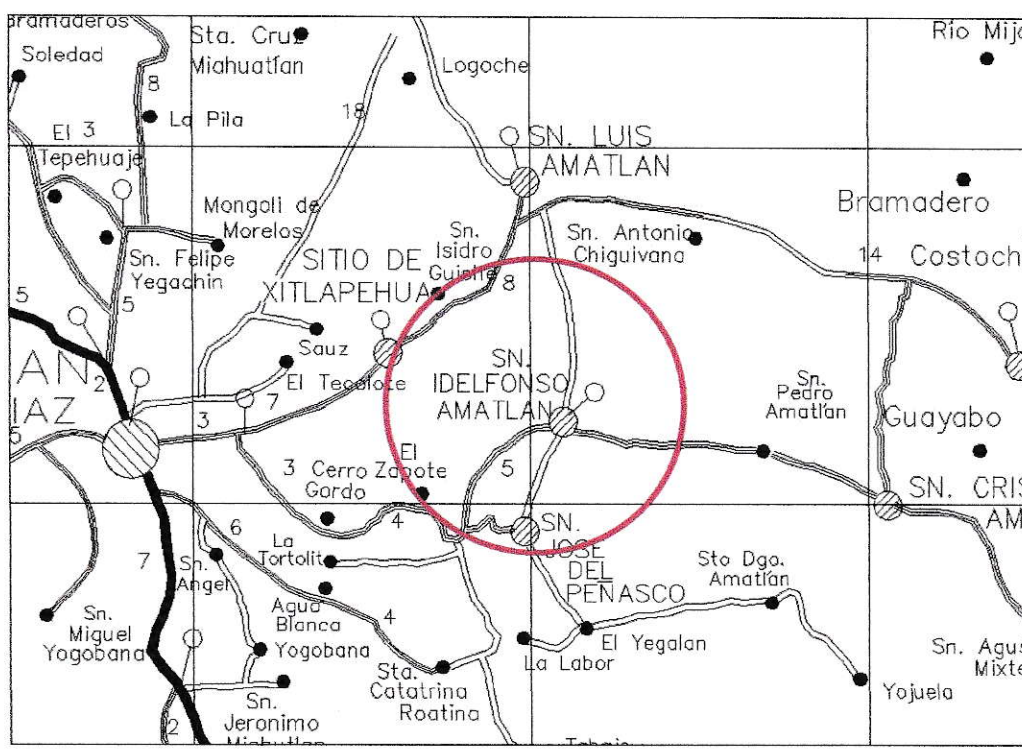 Bramaderos
Soledad
Sta. Cruz
Miahuatlan
Logoche
Río Mij
8
18
La Pila
El 3
Tepehuaje
SN. LUIS
AMATLAN
Bramadero
Mongoli de
Morelos
Sn. Felipe
Yegachin
5
5
SITIO DE
XITLAPEHUA
Sn.
Isidro
Guishe
8
Sn. Antonio
Chiguivana
14
Costoch
Sauz
El Tecolote
2
AN
IAZ
3
7
6
SN.
IDELFONSO
AMATLAN
Sn.
Pedro
Amatlan
Guayabo
3
Cerro
Gordo
El
Zapote
5
4
SN. CRIS
AM
7
6
Sn.
Angel
La
Tortolit
SN.
JOSE
DEL
PEÑASCO
Sto Dgo.
Amatlan
Agua
Blanca
4
Sn.
Miguel
Yogobana
Yogobana
Sta.
Catatrina
Roatina
La Labor
El Yegalan
Yojuela
Sn. Agus
Mixte
Sn.
Jeronimo
Miahutlan
2